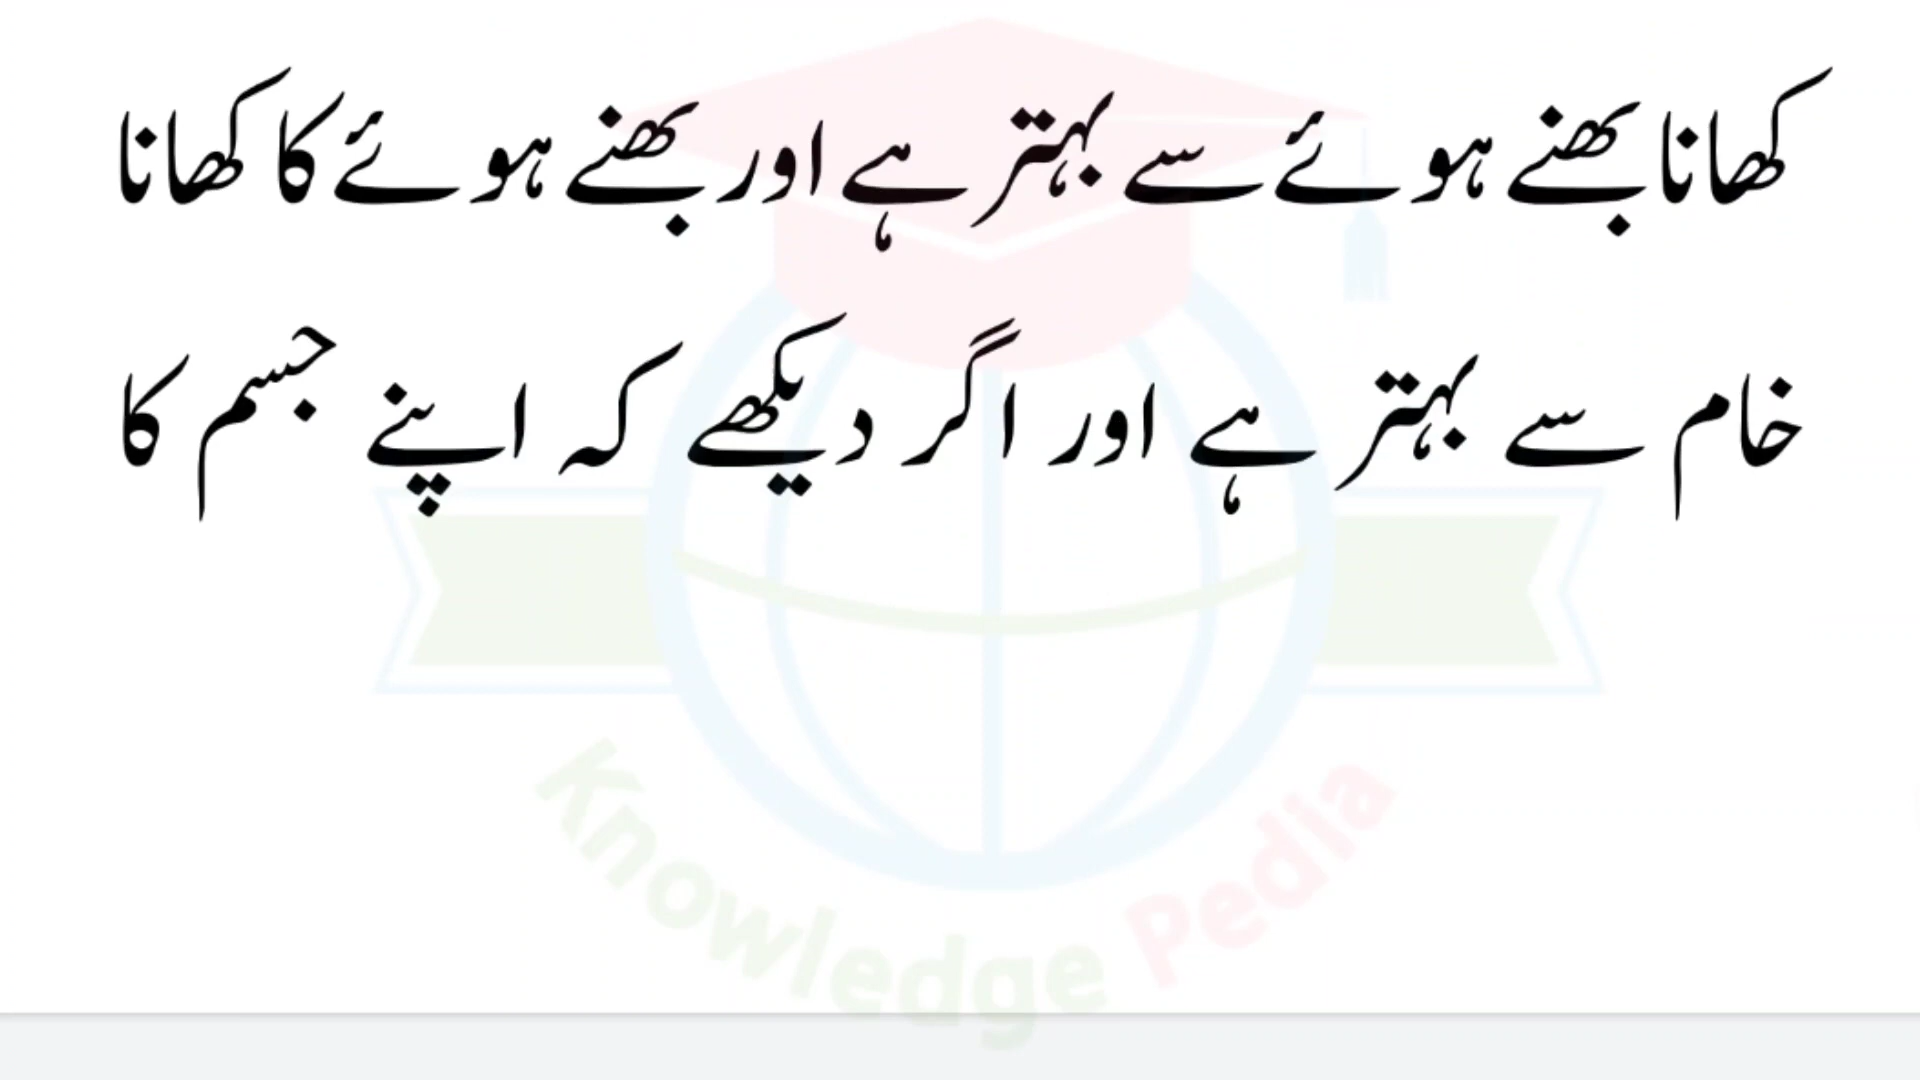 کھانا بھنے ہوئے سے بہتر ہے اور بھنے ہوئے کا کھانا
خام سے بہتر ہے اور اگر دیکھے کہ اپنے جسم کا
Knowledge Pedia